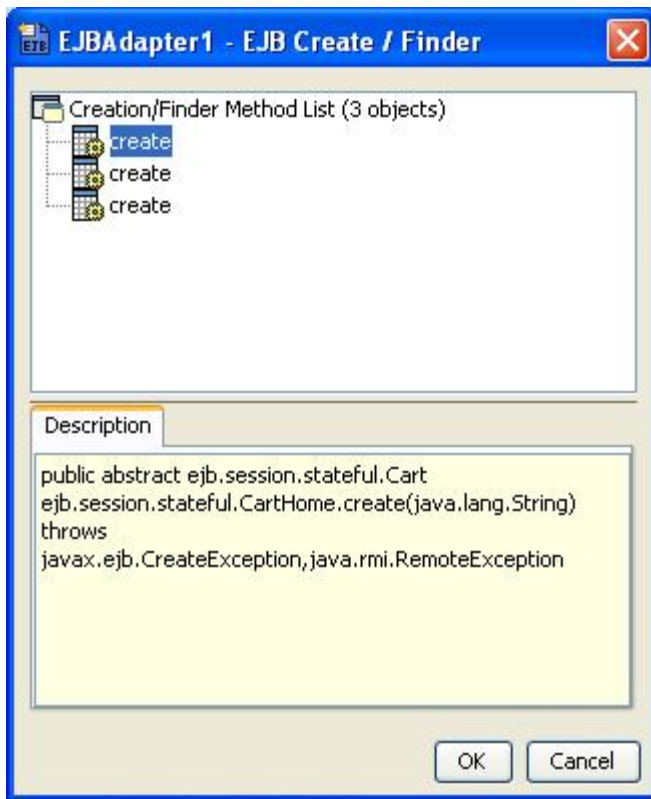 EJBAdapter1 - EJB Create / Finder
Creation/Finder Method List (3 objects)
create
create
create
Description
public abstract ejb.session.stateful.Cart
ejb.session.stateful.CartHome.create(java.lang.String)
throws
javax.ejb.CreateException,java.rmi.RemoteException
OK
Cancel